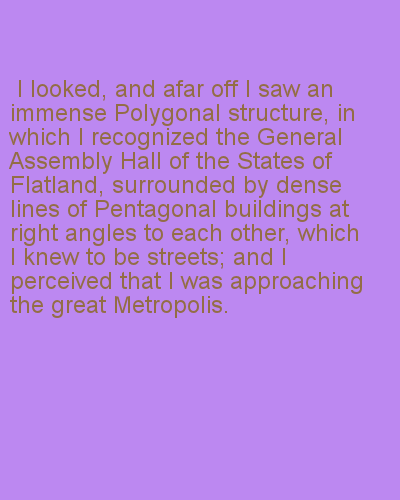 I looked, and afar off I saw an
immense Polygonal structure, in
which I recognized the General
Assembly Hall of the States of
Flatland, surrounded by dense
lines of Pentagonal buildings at
right angles to each other, which
I knew to be streets; and I
perceived that I was approaching
the great Metropolis.